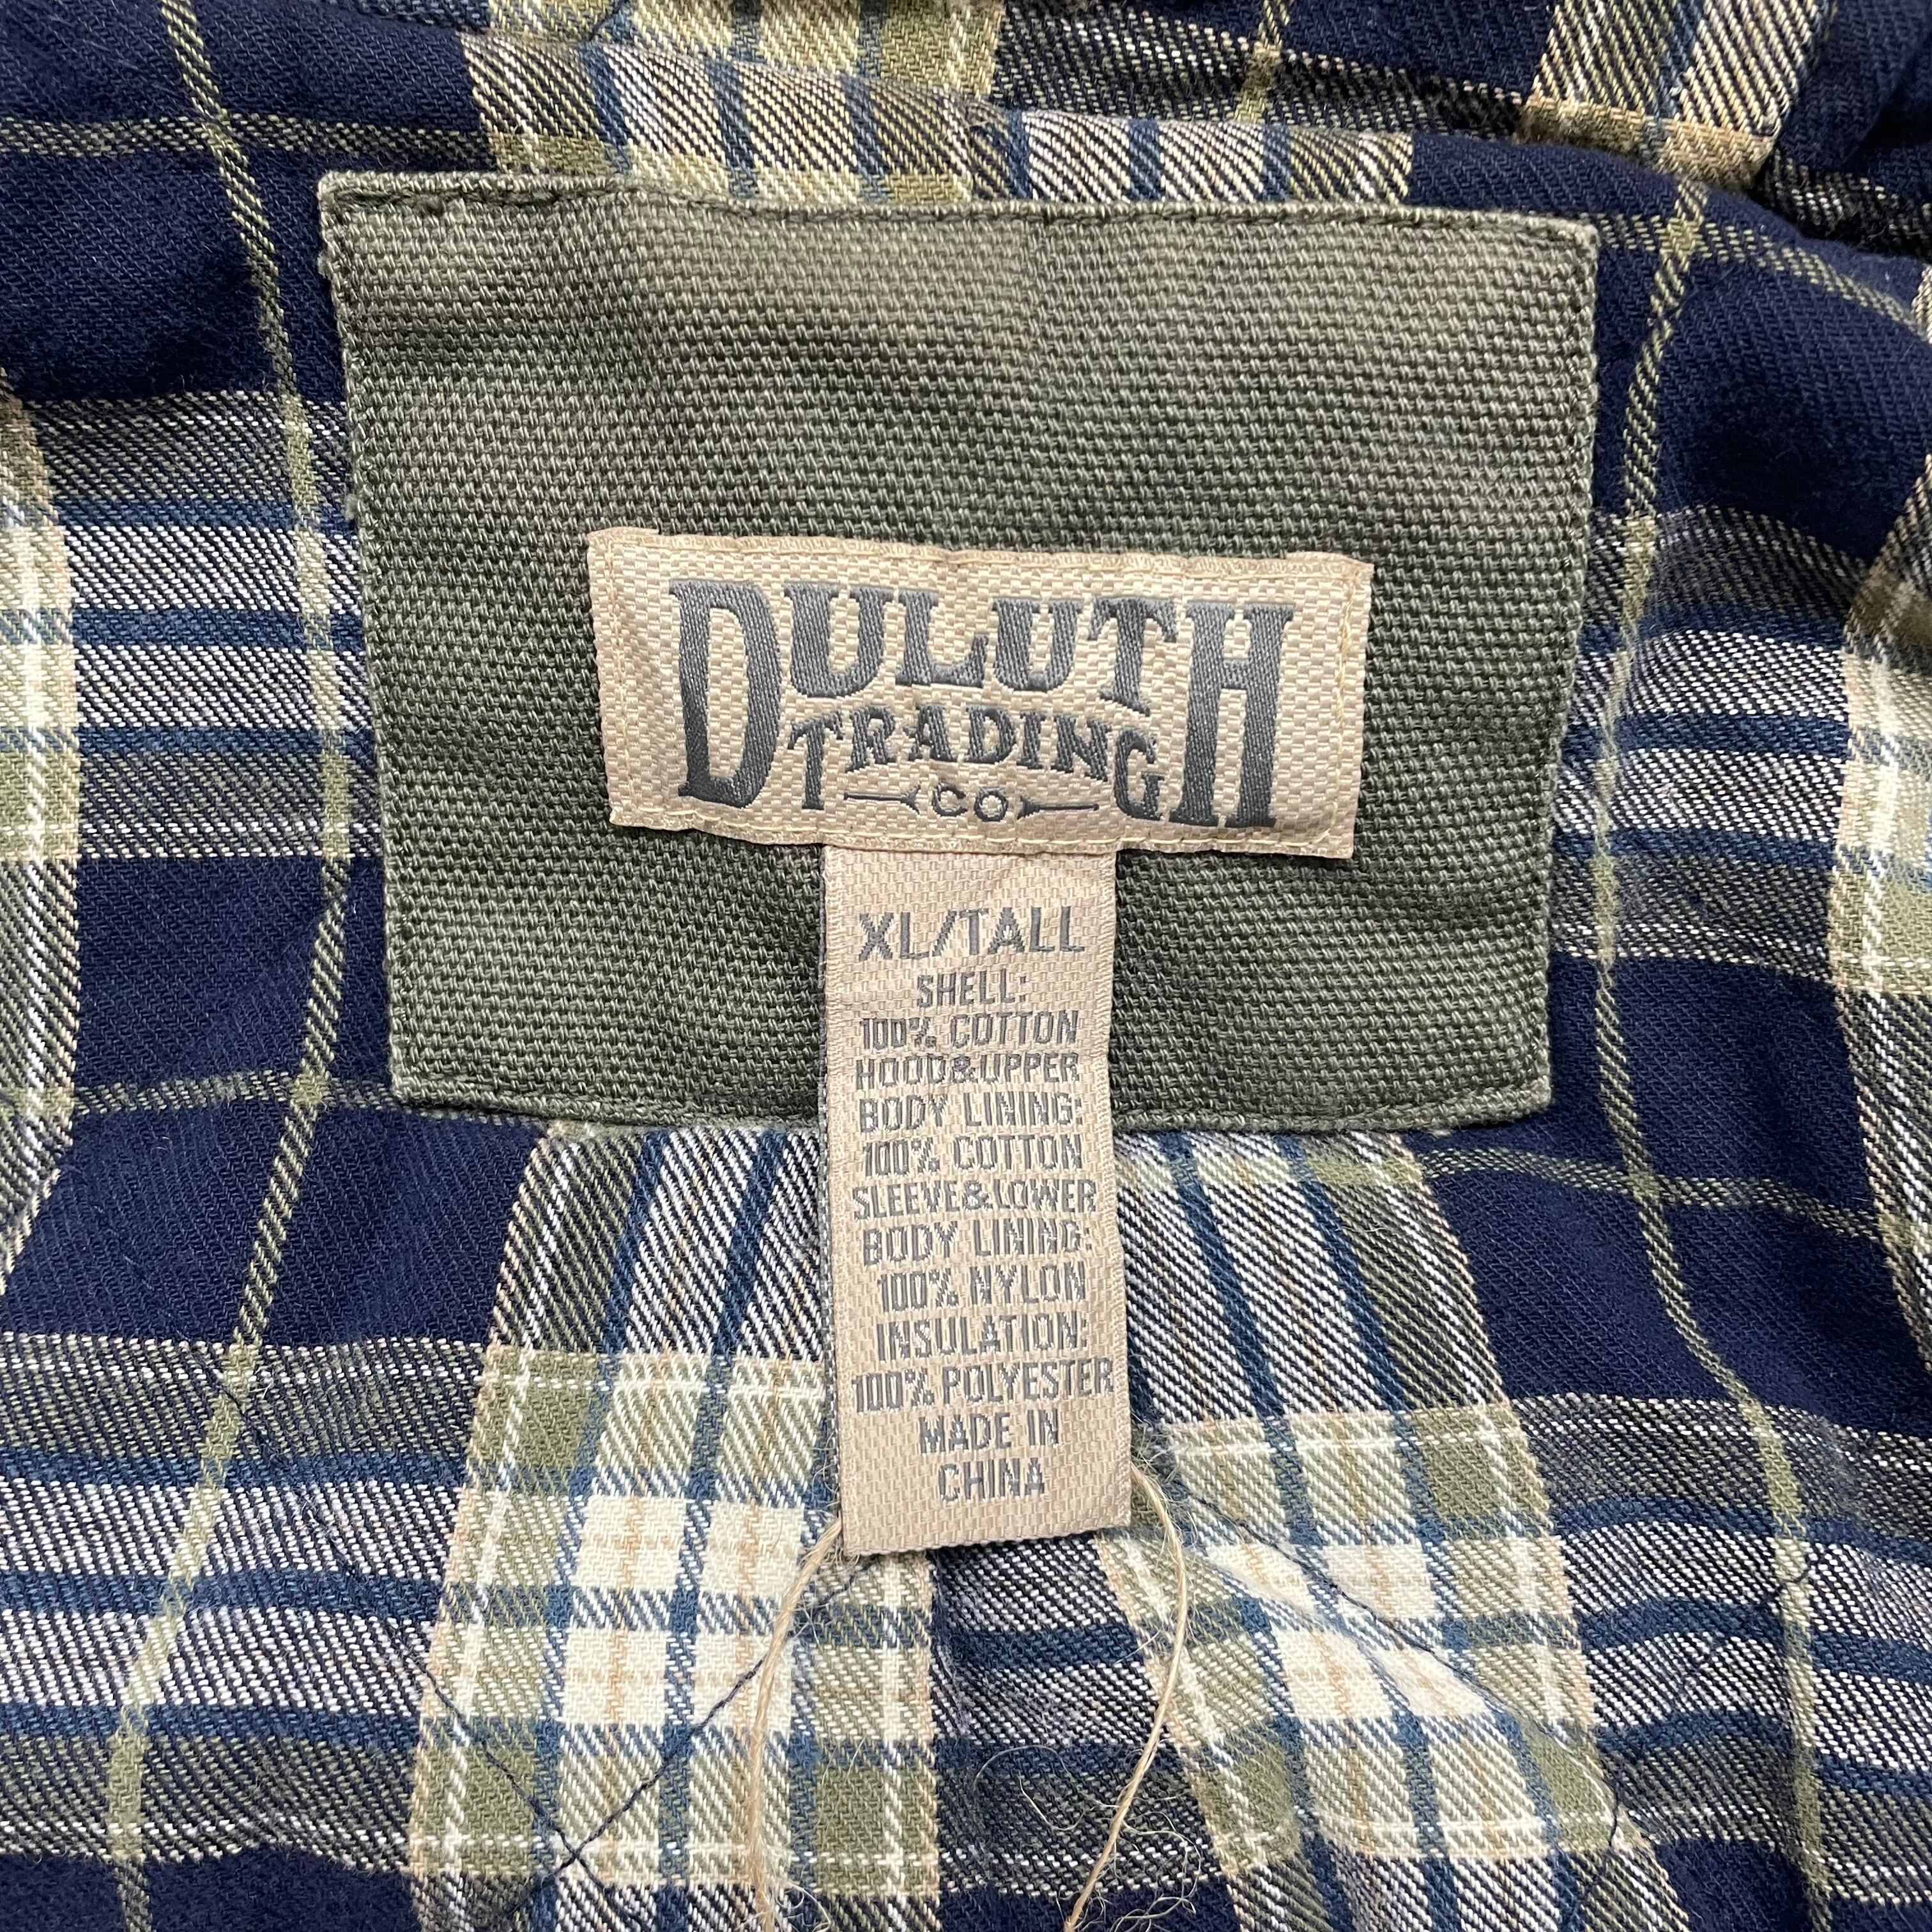 DULUTH
TRADING
CO
XL/TALL
SHELL:
100% COTTON
HOOD&UPPER
BODY LINING:
100% COTTON
SLEEVE&LOWER
BODY LINING:
100% NYLON
INSULATION:
100% POLYESTER
MADE IN
CHINA